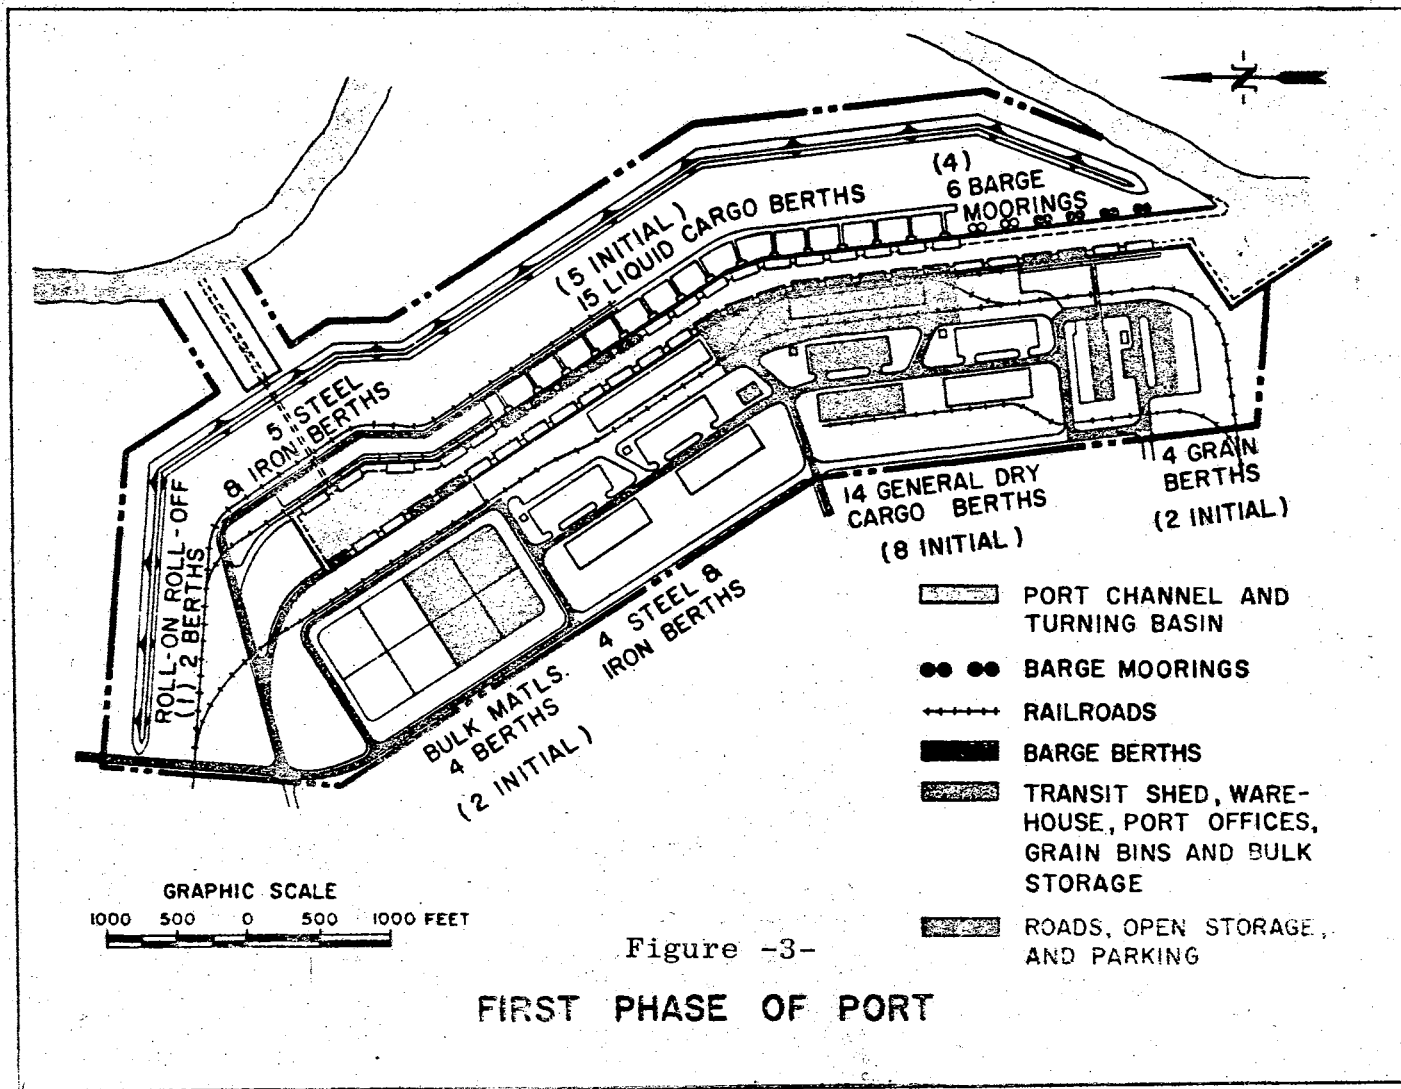 N
(4)
6 BARGE
MOORINGS
(5 INITIAL)
15 LIQUID CARGO BERTHS
5 STEEL
& IRON BERTHS
ROLL-ON ROLL-OFF
(1) 2 BERTHS
BULK MATLS.
4 BERTHS
(2 INITIAL)
4 STEEL &
IRON BERTHS
14 GENERAL DRY
CARGO BERTHS
(8 INITIAL)
4 GRAIN
BERTHS
(2 INITIAL)
PORT CHANNEL AND
TURNING BASIN
BARGE MOORINGS
RAILROADS
BARGE BERTHS
TRANSIT SHED, WARE-
HOUSE, PORT OFFICES,
GRAIN BINS AND BULK
STORAGE
ROADS, OPEN STORAGE,
AND PARKING
GRAPHIC SCALE
1000 500 0 500 1000 FEET
Figure -3-
FIRST PHASE OF PORT